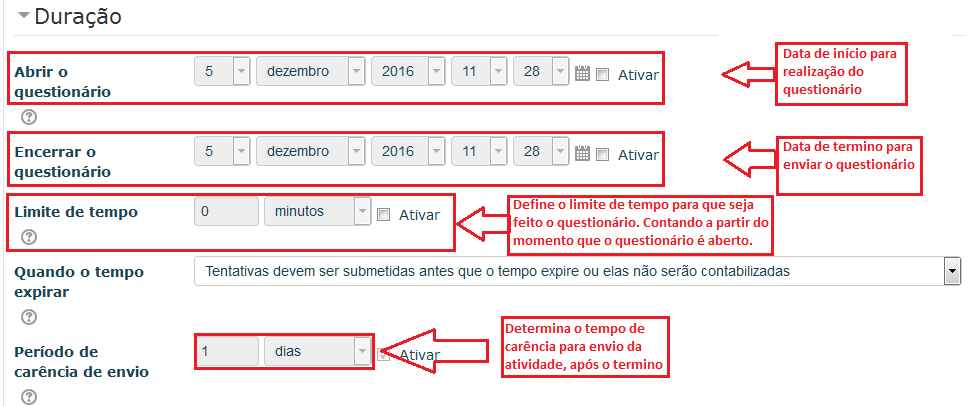 Duração
Abrir o
questionário
5 dezembro 2016 11 28 Ativar
Data de início para
realização do
questionário
?
Encerrar o
questionário
5 dezembro 2016 11 28 Ativar
Data de termino para
enviar o questionário
Limite de tempo
0 minutos Ativar
?
Define o limite de tempo para que seja
feito o questionário. Contando a partir do
momento que o questionário é aberto.
Quando o tempo
expirar
Tentativas devem ser submetidas antes que o tempo expire ou elas não serão contabilizadas
?
Período de
carência de envio
1 dias Ativar
?
Determina o tempo de
carência para envio da
atividade, após o termino